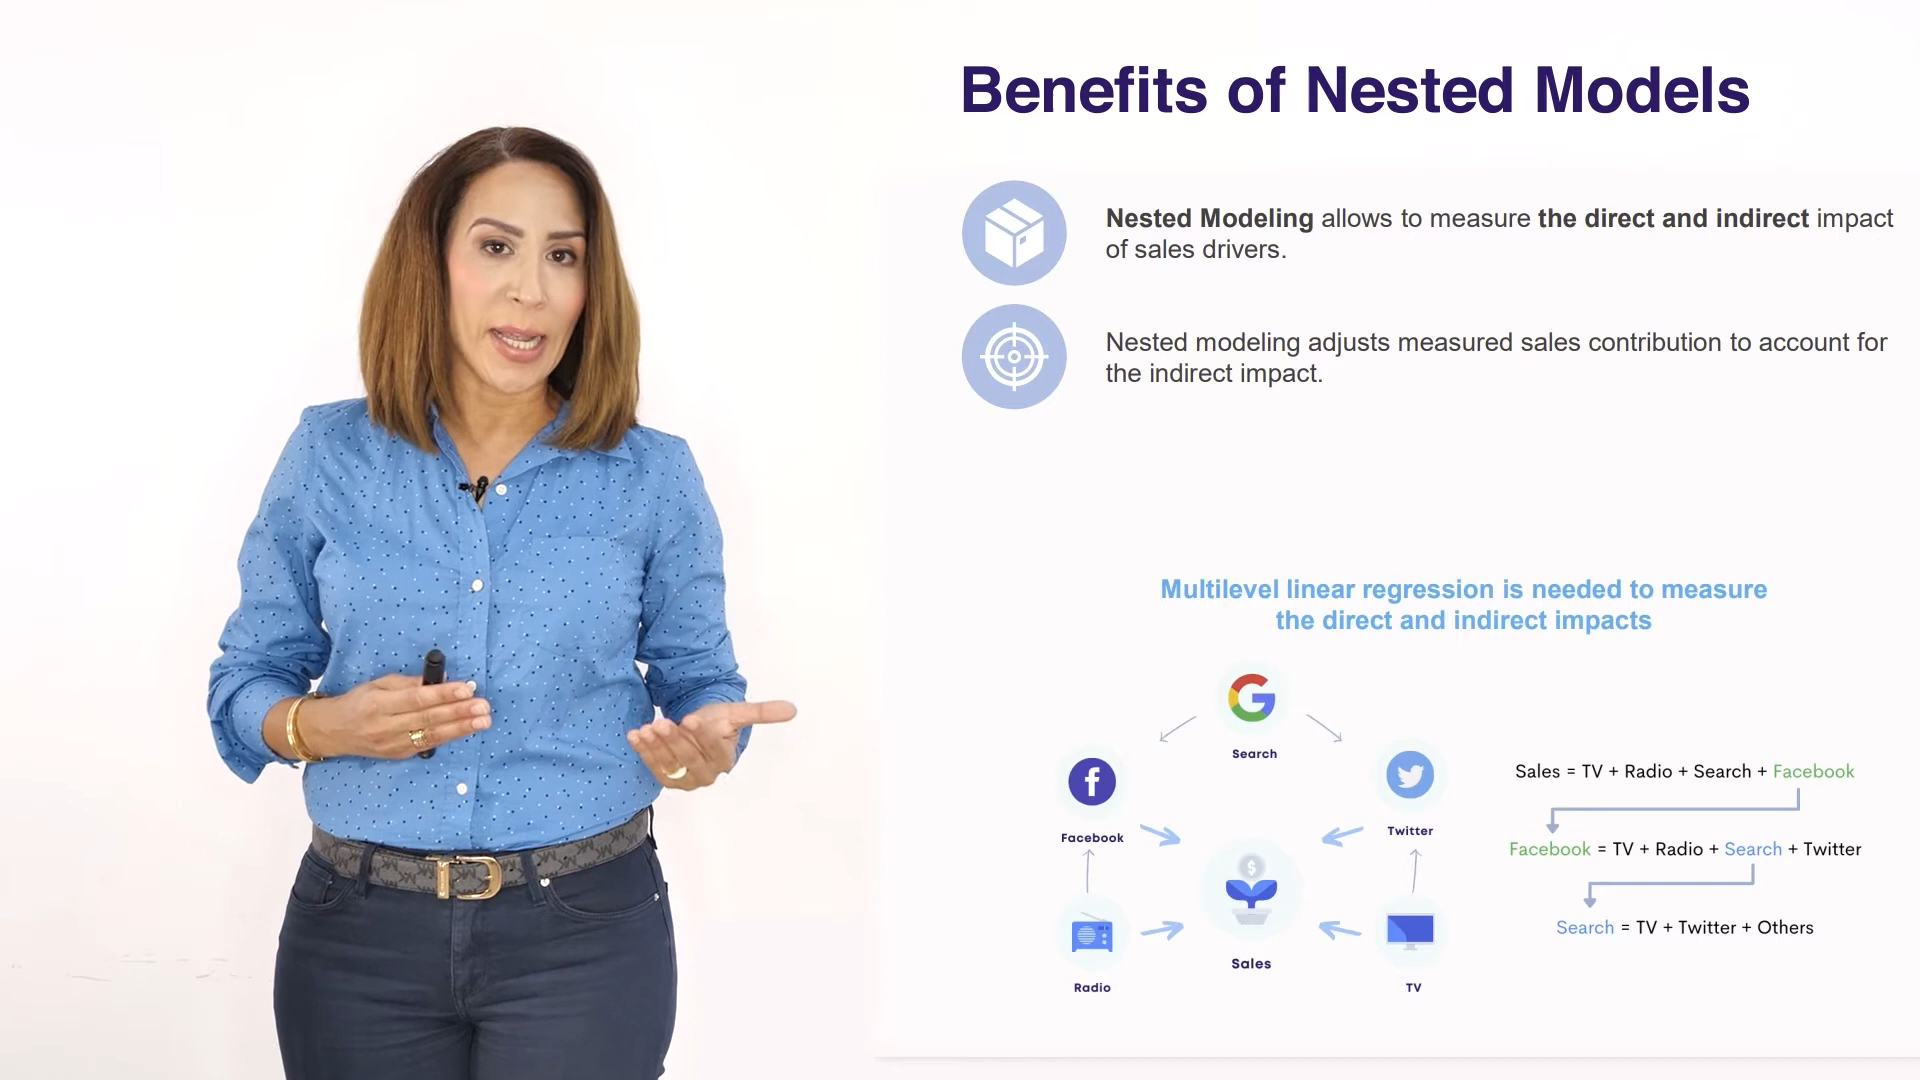 Benefits of Nested Models
Nested Modeling allows to measure the direct and indirect impact
of sales drivers.
Nested modeling adjusts measured sales contribution to account for
the indirect impact.
Multilevel linear regression is needed to measure
the direct and indirect impacts
Search
Facebook
Twitter
Sales
Radio
TV
Sales = TV + Radio + Search + Facebook
Facebook = TV + Radio + Search + Twitter
Search = TV + Twitter + Others